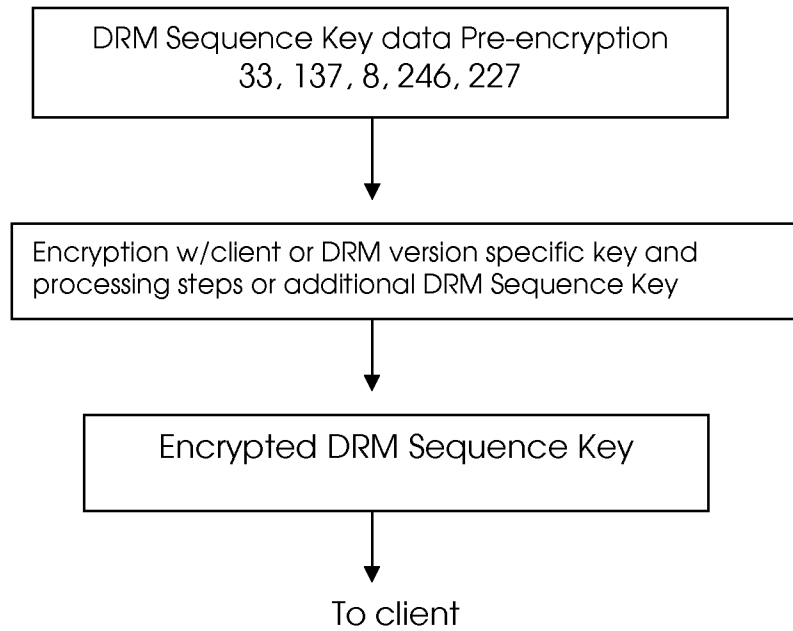 DRM Sequence Key data Pre-encryption
33, 137, 8, 246, 227
Encryption w/client or DRM version specific key and
processing steps or additional DRM Sequence Key
Encrypted DRM Sequence Key
To client